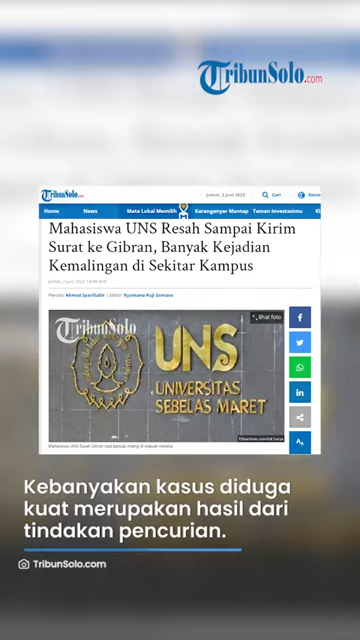 TribunSolo.com
TribunSolo.com
Jumat, 2 Juni 2023
Cari
Netw
Home
News
Mata Lokal Memilih
Karanganyar Mantap
Teman Investasimu
Mahasiswa UNS Resah Sampai Kirim
Surat ke Gibran, Banyak Kejadian
Kemalingan di Sekitar Kampus
Penulis: Ahmad Syarifudin | Editor: Ryantono Puji Santoso
TribunSolo
lihat foto
UNS
UNIVERSITAS
SEBELAS MARET
Kebanyakan kasus diduga
kuat merupakan hasil dari
tindakan pencurian.
TribunSolo.com